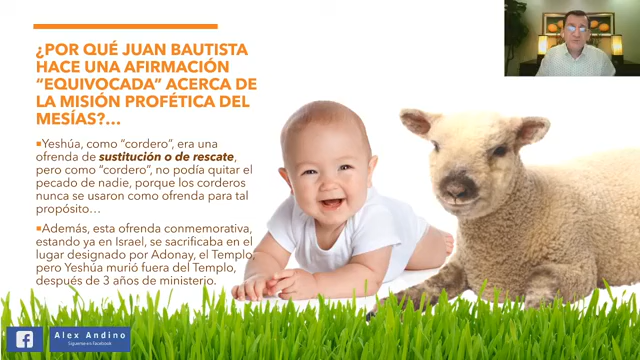 ¿POR QUÉ JUAN BAUTISTA
HACE UNA AFIRMACIÓN
“EQUIVOCADA” ACERCA DE
LA MISIÓN PROFÉTICA DEL
MESÍAS?...
Yeshúa, como “cordero”, era una
ofrenda de sustitución o de rescate,
pero como “cordero”, no podía quitar el
pecado de nadie, porque los corderos
nunca se usaron como ofrenda para tal
propósito...
Además, esta ofrenda conmemorativa,
estando ya en Israel, se sacrificaba en el
lugar designado por Adonay, el Templo,
pero Yeshúa murió fuera del Templo,
después de 3 años de ministerio.
Alex Andino
Sígueme en Facebook